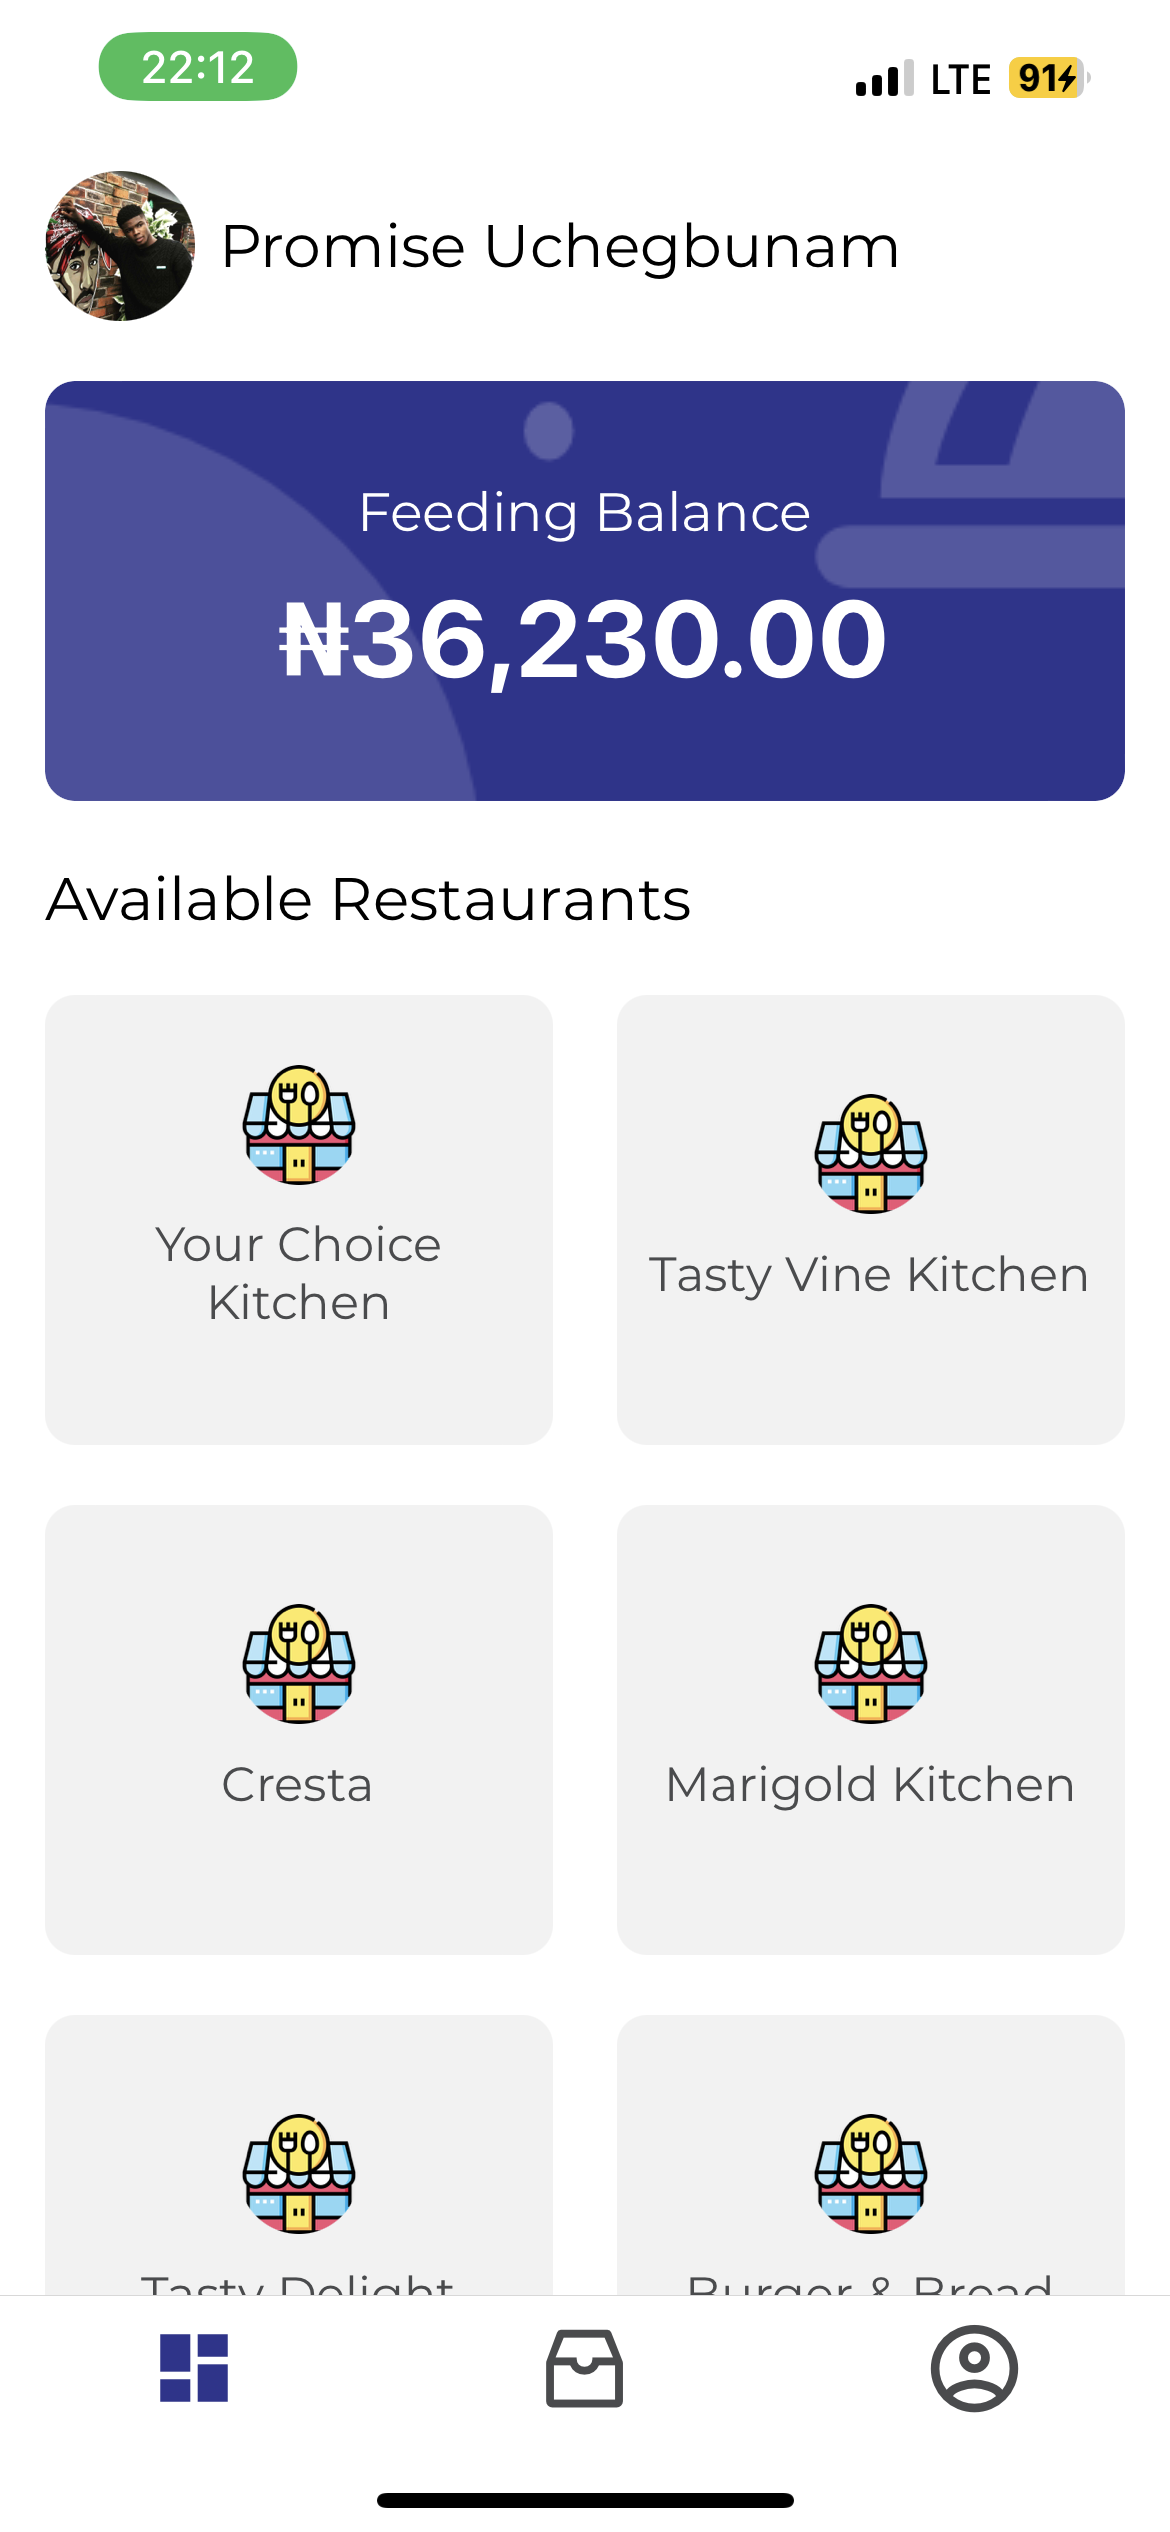 22:12
LTE
91
Promise Uchegbunam
Feeding Balance
₦36,230.00
Available Restaurants
Your Choice
Kitchen
Tasty Vine Kitchen
Cresta
Marigold Kitchen
Tasty Delight
Burger & Bread